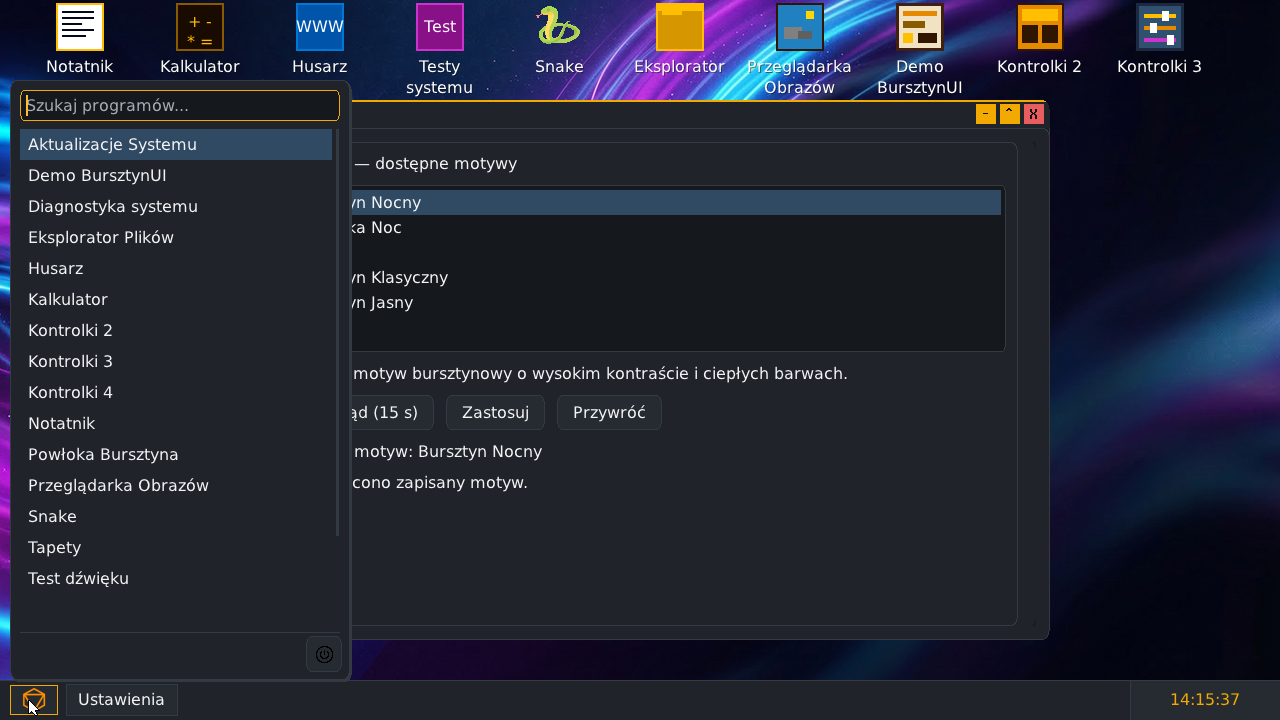 + -
* =
WWW
Test
Notatnik
Kalkulator
Husarz
Testy
systemu
Snake
Eksplorator
Przeglądarka
Obrazów
Demo
BursztynUI
Kontrolki 2
Kontrolki 3
Szukaj programów...
Aktualizacje Systemu
Demo BursztynUI
Diagnostyka systemu
Eksplorator Plików
Husarz
Kalkulator
Kontrolki 2
Kontrolki 3
Kontrolki 4
Notatnik
Powłoka Bursztyna
Przeglądarka Obrazów
Snake
Tapety
Test dźwięku
- ^ X
— dostępne motywy
yn Nocny
ka Noc
yn Klasyczny
yn Jasny
motyw bursztynowy o wysokim kontraście i ciepłych barwach.
ąd (15 s)
Zastosuj
Przywróć
motyw: Bursztyn Nocny
cono zapisany motyw.
Ustawienia
14:15:37